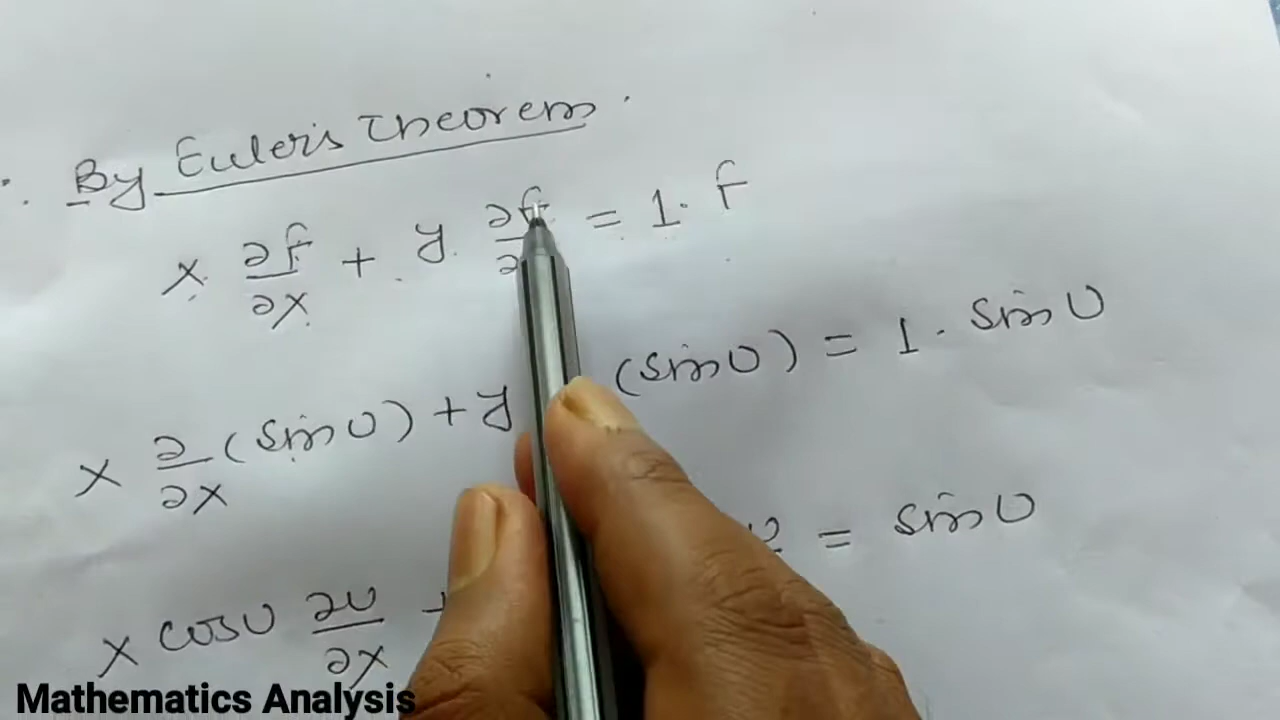 By Euler's Theorem.
x ∂f/∂x + y ∂f/∂ = 1. f
x ∂/∂x (sin U) + y (sin U) = 1. sin U
x cos U ∂U/∂x + = sin U
Mathematics Analysis